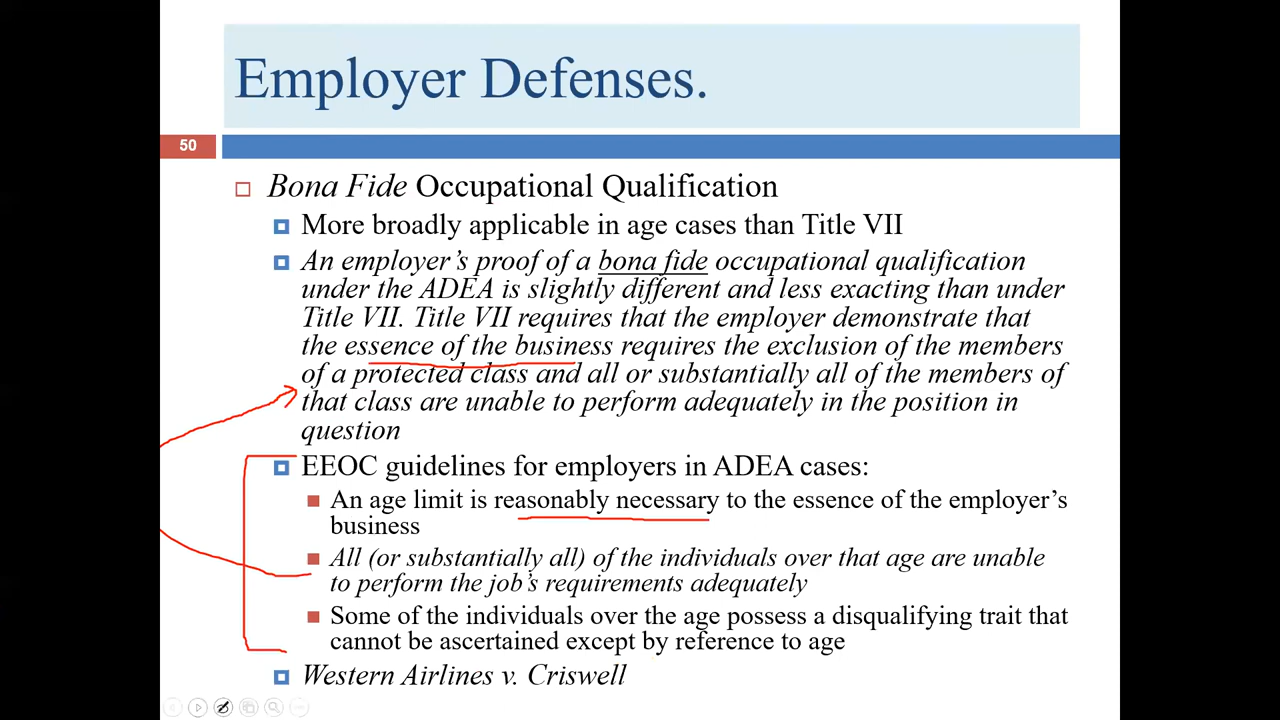 Employer Defenses.
50
Bona Fide Occupational Qualification
More broadly applicable in age cases than Title VII
An employer’s proof of a bona fide occupational qualification
under the ADEA is slightly different and less exacting than under
Title VII. Title VII requires that the employer demonstrate that
the essence of the business requires the exclusion of the members
of a protected class and all or substantially all of the members of
that class are unable to perform adequately in the position in
question
EEOC guidelines for employers in ADEA cases:
An age limit is reasonably necessary to the essence of the employer’s
business
All (or substantially all) of the individuals over that age are unable
to perform the job’s requirements adequately
Some of the individuals over the age possess a disqualifying trait that
cannot be ascertained except by reference to age
Western Airlines v. Criswell